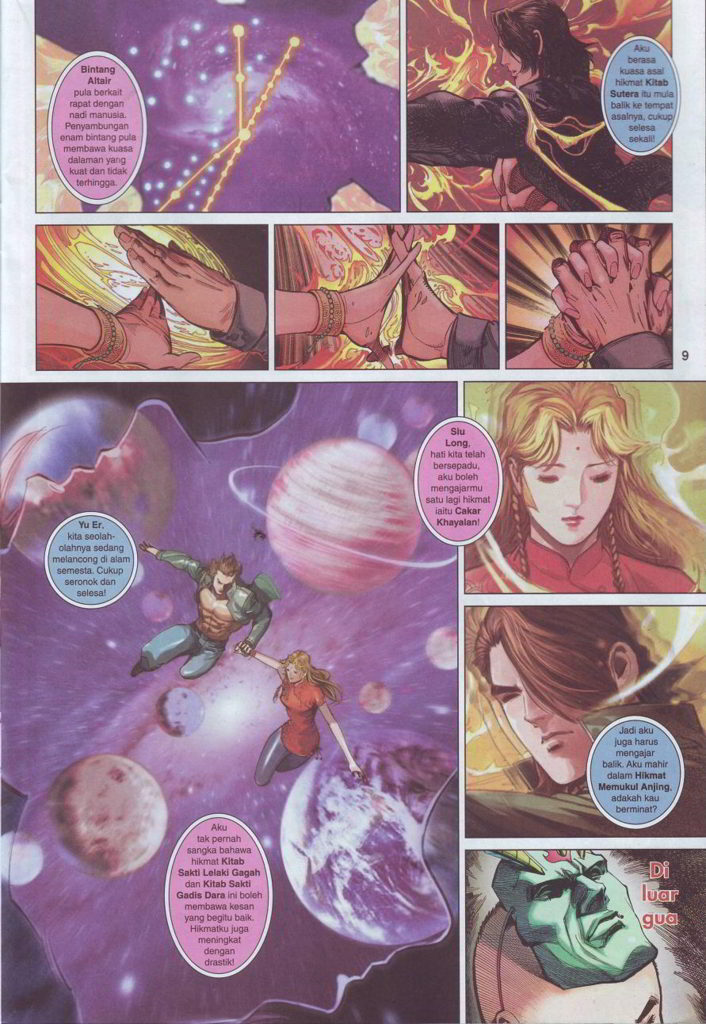 Bintang
Altair
pula berkait
rapat dengan
nadi manusia.
Penyambungan
enam bintang pula
membawa kuasa
dalaman yang
kuat dan tidak
terhingga.
Aku
berasa
kuasa asal
hikmat Kitab
Sutera itu mula
balik ke tempat
asalnya, cukup
selesa
sekali!
9
Yu Er,
kita seolah-
olahnya sedang
melancong di alam
semesta. Cukup
seronok dan
selesa!
Siu
Long,
hati kita telah
bersepadu,
aku boleh
mengajarmu
satu lagi hikmat
iaitu Cakar
Khayalan!
Aku
tak pernah
sangka bahawa
hikmat Kitab
Sakti Lelaki Gagah
dan Kitab Sakti
Gadis Dara ini boleh
membawa kesan
yang begitu baik.
Hikmatku juga
meningkat
dengan
drastik!
Jadi aku
juga harus
mengajar
balik. Aku mahir
dalam Hikmat
Memukul Anjing,
adakah kau
berminat?
Di
luar
gua